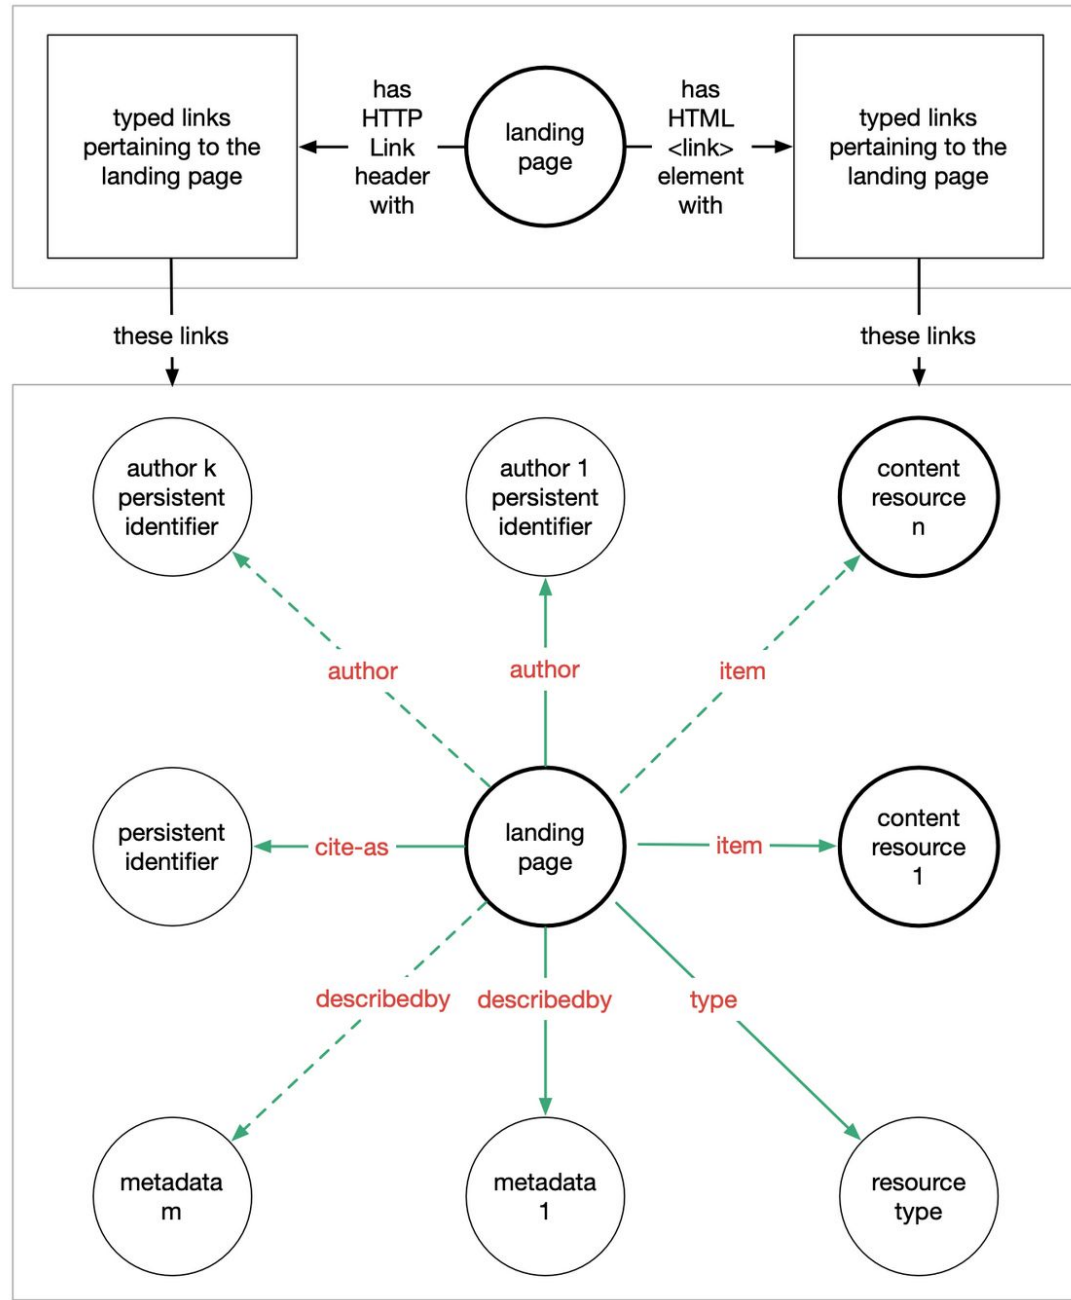 typed links
pertaining to the
landing page
has
HTTP
Link
header
with
landing
page
has
HTML
<link>
element
with
typed links
pertaining to the
landing page
these links
these links
author k
persistent
identifier
author 1
persistent
identifier
content
resource
n
author
author
item
persistent
identifier
cite-as
landing
page
item
content
resource
1
describedby
describedby
type
metadata
m
metadata
1
resource
type